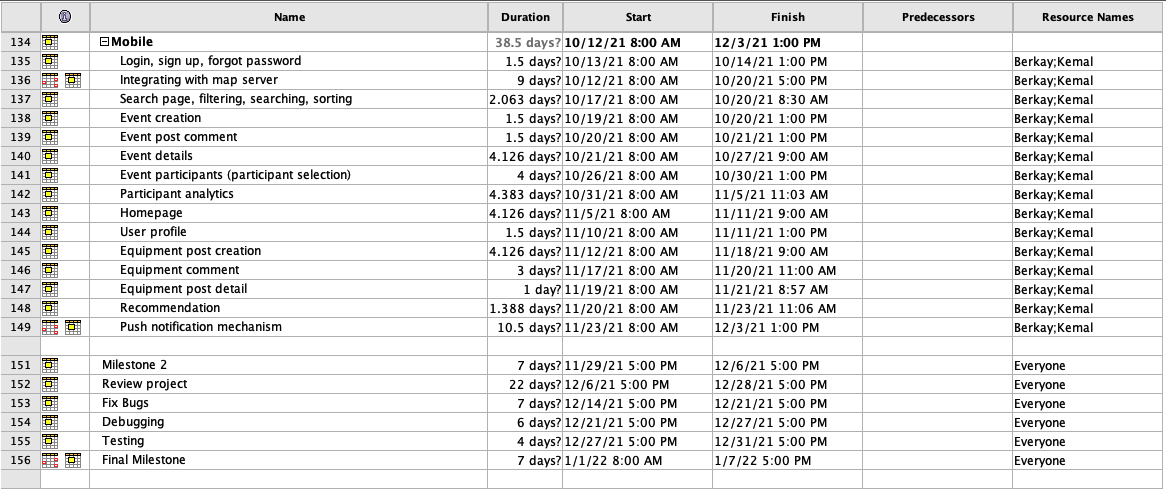 Name Duration Start Finish Predecessors Resource Names
134 Mobile 38.5 days? 10/12/21 8:00 AM 12/3/21 1:00 PM
135 Login, sign up, forgot password 1.5 days? 10/13/21 8:00 AM 10/14/21 1:00 PM Berkay;Kemal
136 Integrating with map server 9 days? 10/12/21 8:00 AM 10/20/21 5:00 PM Berkay;Kemal
137 Search page, filtering, searching, sorting 2.063 days? 10/17/21 8:00 AM 10/20/21 8:30 AM Berkay;Kemal
138 Event creation 1.5 days? 10/19/21 8:00 AM 10/20/21 1:00 PM Berkay;Kemal
139 Event post comment 1.5 days? 10/20/21 8:00 AM 10/21/21 1:00 PM Berkay;Kemal
140 Event details 4.126 days? 10/21/21 8:00 AM 10/27/21 9:00 AM Berkay;Kemal
141 Event participants (participant selection) 4 days? 10/26/21 8:00 AM 10/30/21 1:00 PM Berkay;Kemal
142 Participant analytics 4.383 days? 10/31/21 8:00 AM 11/5/21 11:03 AM Berkay;Kemal
143 Homepage 4.126 days? 11/5/21 8:00 AM 11/11/21 9:00 AM Berkay;Kemal
144 User profile 1.5 days? 11/10/21 8:00 AM 11/11/21 1:00 PM Berkay;Kemal
145 Equipment post creation 4.126 days? 11/12/21 8:00 AM 11/18/21 9:00 AM Berkay;Kemal
146 Equipment comment 3 days? 11/17/21 8:00 AM 11/20/21 11:00 AM Berkay;Kemal
147 Equipment post detail 1 day? 11/19/21 8:00 AM 11/21/21 8:57 AM Berkay;Kemal
148 Recommendation 1.388 days? 11/20/21 8:00 AM 11/23/21 11:06 AM Berkay;Kemal
149 Push notification mechanism 10.5 days? 11/23/21 8:00 AM 12/3/21 1:00 PM Berkay;Kemal
151 Milestone 2 7 days? 11/29/21 5:00 PM 12/6/21 5:00 PM Everyone
152 Review project 22 days? 12/6/21 5:00 PM 12/28/21 5:00 PM Everyone
153 Fix Bugs 7 days? 12/14/21 5:00 PM 12/21/21 5:00 PM Everyone
154 Debugging 6 days? 12/21/21 5:00 PM 12/27/21 5:00 PM Everyone
155 Testing 4 days? 12/27/21 5:00 PM 12/31/21 5:00 PM Everyone
156 Final Milestone 7 days? 1/1/22 8:00 AM 1/7/22 5:00 PM Everyone